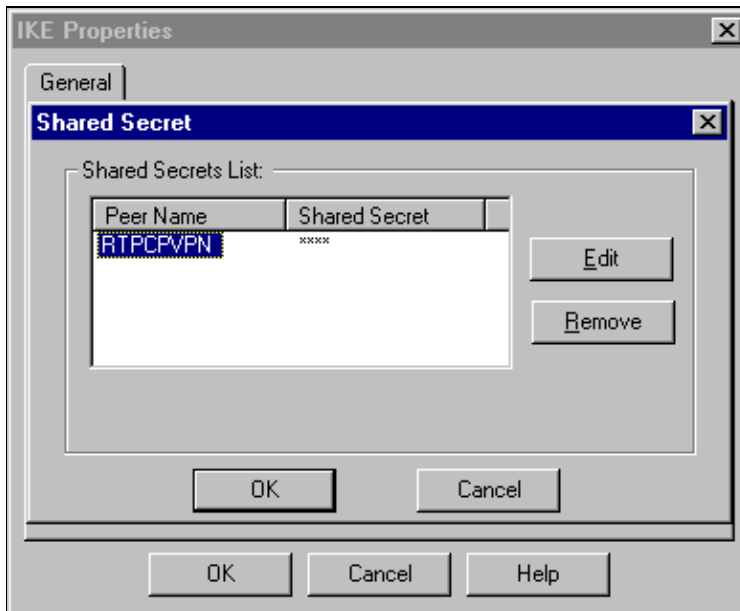 IKE Properties
General
Shared Secret
Shared Secrets List:
Peer Name Shared Secret
RTPCPVPN ****
Edit
Remove
OK Cancel
OK Cancel Help